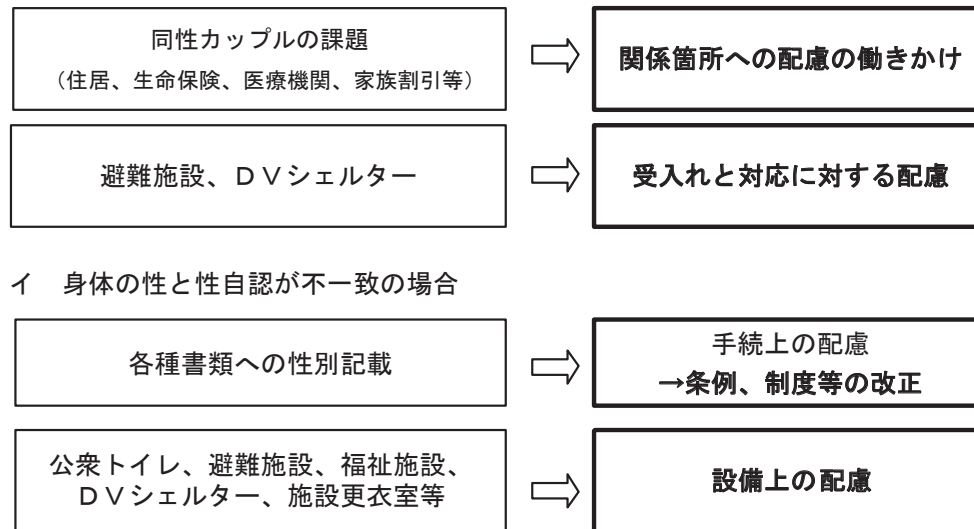 同性カップルの課題
（住居、生命保険、医療機関、家族割引等）
関係箇所への配慮の働きかけ
避難施設、ＤＶシェルター
受入れと対応に対する配慮
イ　身体の性と性自認が不一致の場合
各種書類への性別記載
手続上の配慮
→条例、制度等の改正
公衆トイレ、避難施設、福祉施設、
ＤＶシェルター、施設更衣室等
設備上の配慮